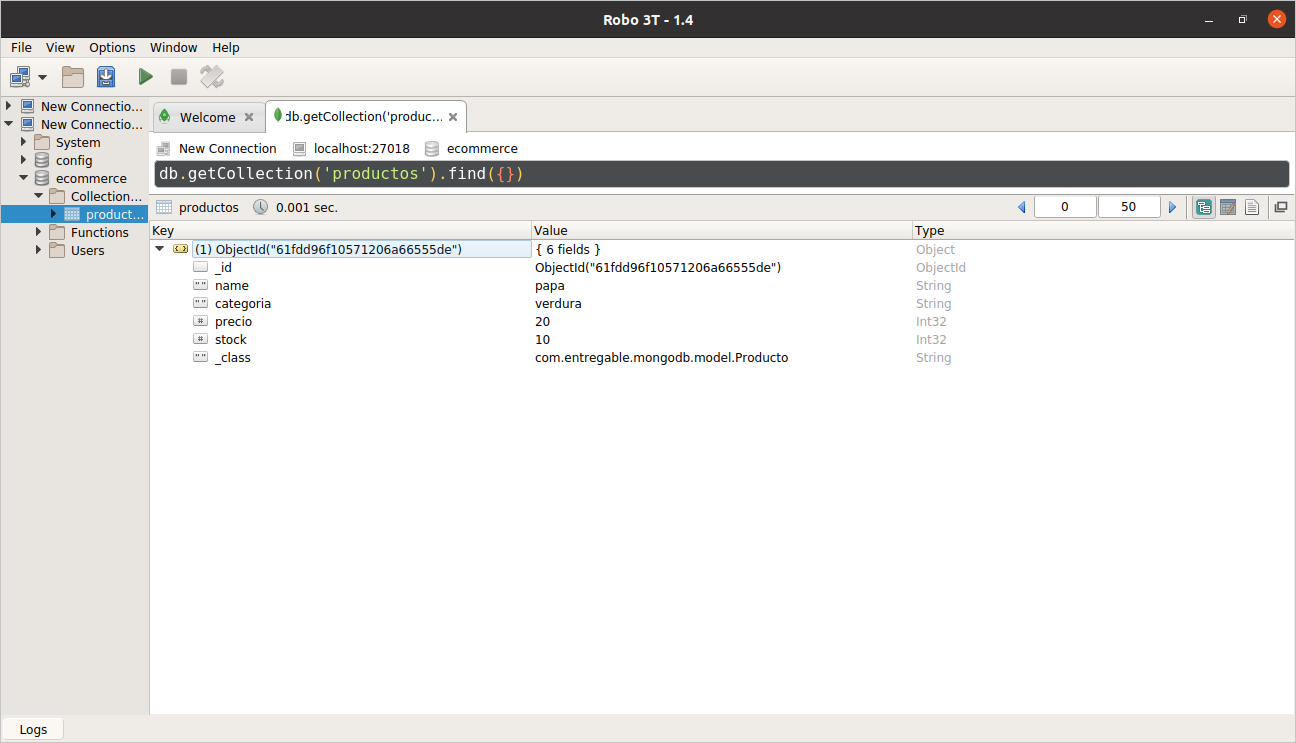 Robo 3T - 1.4
File View Options Window Help
New Connectio...
New Connectio...
System
config
ecommerce
Collection...
product...
Functions
Users
Welcome
db.getCollection('produc...
New Connection localhost:27018 ecommerce
db.getCollection('productos').find({})
productos 0.001 sec. 0 50
Key Value Type
(1) ObjectId("61fdd96f10571206a66555de") { 6 fields } Object
_id ObjectId("61fdd96f10571206a66555de") ObjectId
" " name papa String
" " categoria verdura String
# precio 20 Int32
# stock 10 Int32
" " _class com.entregable.mongodb.model.Producto String
Logs